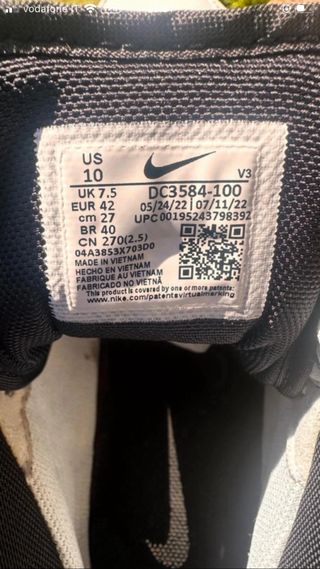 vodafone IT
US
10
V3
UK 7.5
DC3584-100
EUR 42
05/24/22 | 07/11/22
cm 27
UPC 00195243798392
BR 40
CN 270(2.5)
04A3853X703D0
MADE IN VIETNAM
HECHO EN VIETNAM
FABRIQUE AU VIETNAM
FABRICADO NO VIETNÃ
This product is covered by one or more patents:
www.nike.com/patentsvirtualmarking